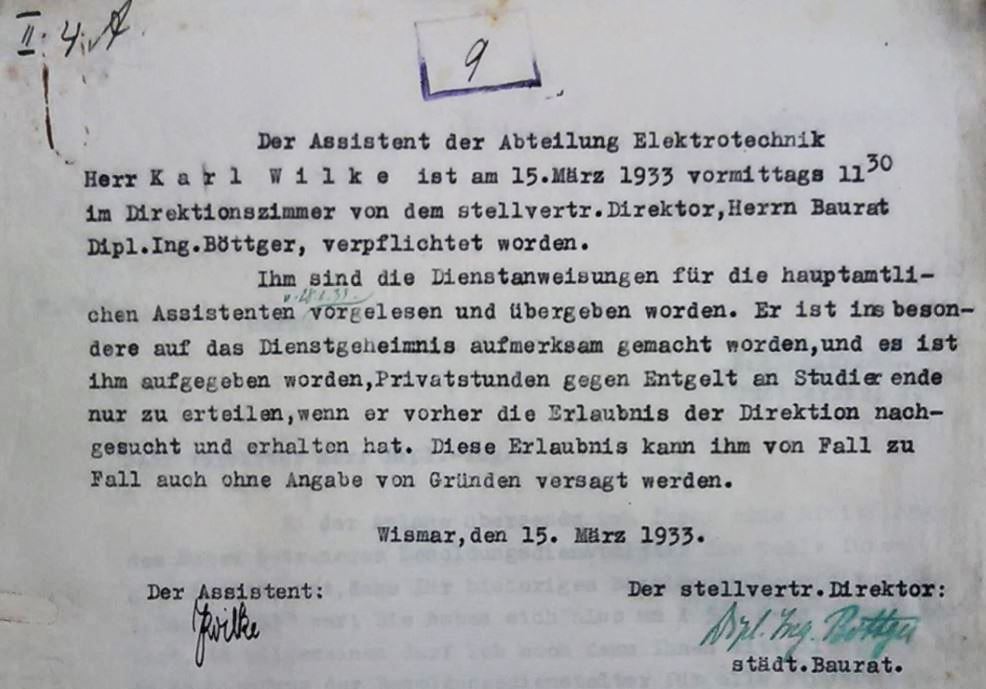 II. 4. A.
9
Der Assistent der Abteilung Elektrotechnik
Herr K a r l  W i l k e  ist am 15.März 1933 vormittags 11³⁰
im Direktionszimmer von dem stellvertr.Direktor,Herrn Baurat
Dipl.Ing.Böttger, verpflichtet worden.
Ihm sind die Dienstanweisungen für die hauptamtli-
chen Assistenten vorgelesen und übergeben worden. Er ist ins beson-
dere auf das Dienstgeheimnis aufmerksam gemacht worden,und es ist
ihm aufgegeben worden,Privatstunden gegen Entgelt an Studier ende
nur zu erteilen,wenn er vorher die Erlaubnis der Direktion nach-
gesucht und erhalten hat. Diese Erlaubnis kann ihm von Fall zu
Fall auch ohne Angabe von Gründen versagt werden.
Wismar,den 15. März 1933.
Der Assistent: Der stellvertr.Direktor:
KWilke Dipl. Ing. Böttger
städt.Baurat.